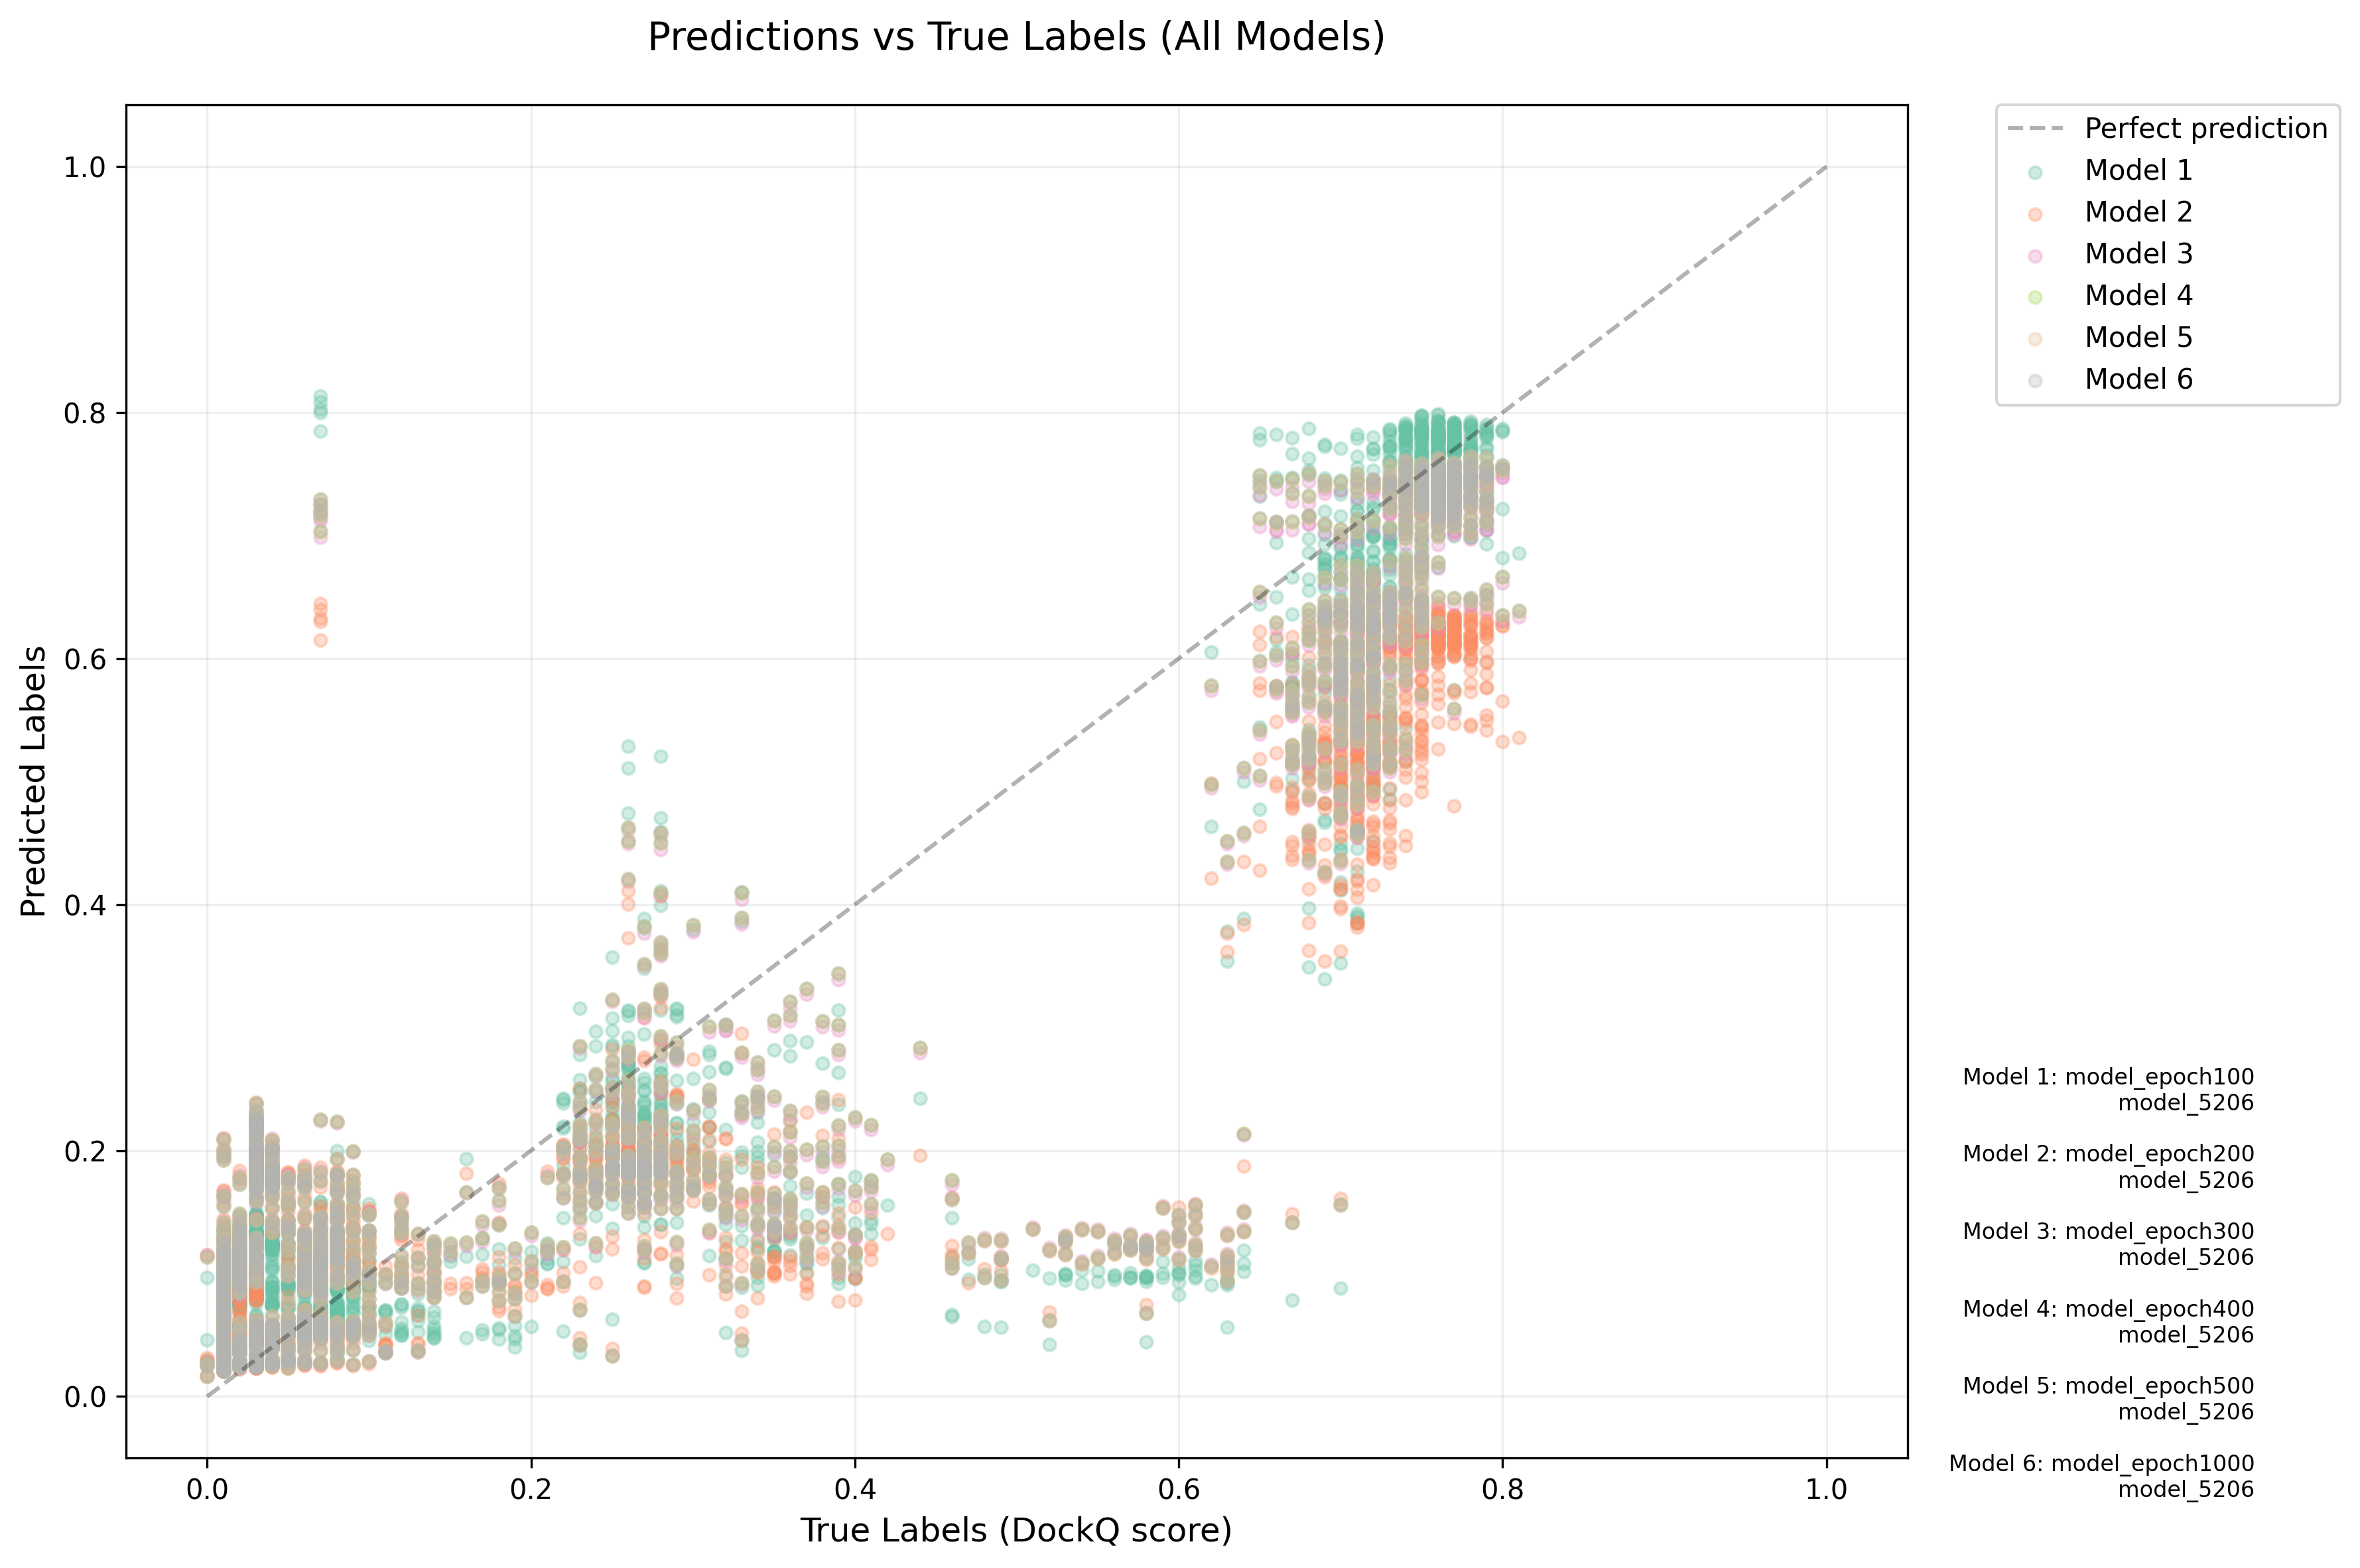 Predictions vs True Labels (All Models)
Predicted Labels
1.0
0.8
0.6
0.4
0.2
0.0
0.0
0.2
0.4
0.6
0.8
1.0
True Labels (DockQ score)
Perfect prediction
Model 1
Model 2
Model 3
Model 4
Model 5
Model 6
Model 1: model_epoch100
model_5206
Model 2: model_epoch200
model_5206
Model 3: model_epoch300
model_5206
Model 4: model_epoch400
model_5206
Model 5: model_epoch500
model_5206
Model 6: model_epoch1000
model_5206